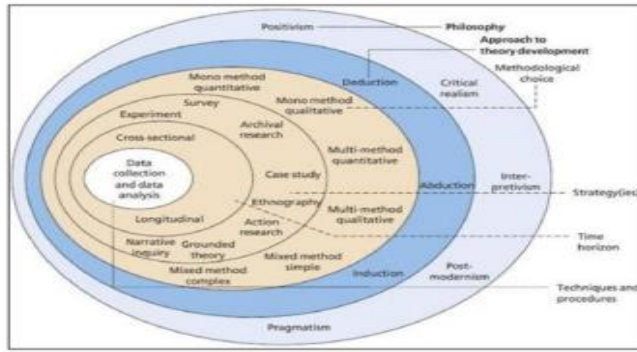 Positivism
Philosophy
Approach to
theory development
Methodological
choice
Mono method
quantitative
Deduction
Critical
realism
Survey
Mono method
qualitative
Experiment
Archival
research
Cross-sectional
Multi-method
quantitative
Data
collection
and data
analysis
Case study
Abduction
Inter-
pretivism
Strategy(ies)
Ethnography
Longitudinal
Action
research
Multi-method
qualitative
Time
horizon
Narrative
inquiry
Grounded
theory
Mixed method
simple
Mixed method
complex
Induction
Post-
modernism
Techniques and
procedures
Pragmatism